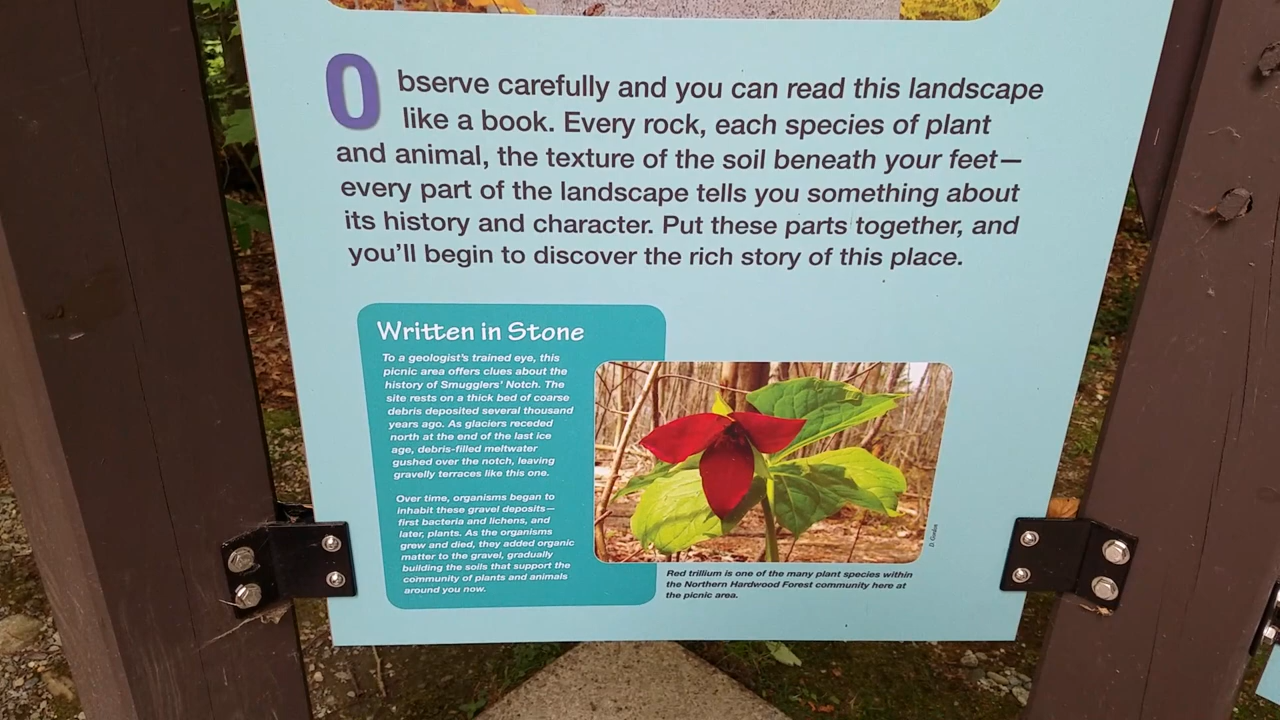 Observe carefully and you can read this landscape
like a book. Every rock, each species of plant
and animal, the texture of the soil beneath your feet—
every part of the landscape tells you something about
its history and character. Put these parts together, and
you'll begin to discover the rich story of this place.
Written in Stone
To a geologist's trained eye, this
picnic area offers clues about the
history of Smugglers' Notch. The
site rests on a thick bed of coarse
debris deposited several thousand
years ago. As glaciers receded
north at the end of the last ice
age, debris-filled meltwater
gushed over the notch, leaving
gravelly terraces like this one.
Over time, organisms began to
inhabit these gravel deposits—
first bacteria and lichens, and
later, plants. As the organisms
grew and died, they added organic
matter to the gravel, gradually
building the soils that support the
community of plants and animals
around you now.
Red trillium is one of the many plant species within
the Northern Hardwood Forest community here at
the picnic area.